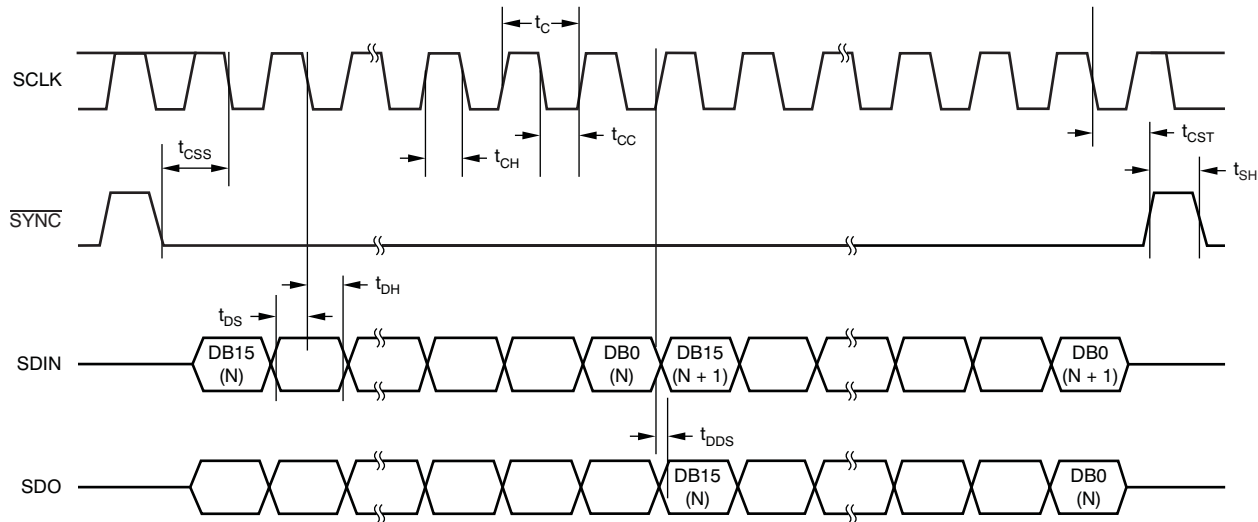 t_C
SCLK
t_CSS
t_CH
t_CC
t_CST
t_SH
SYNC
t_DH
t_DS
SDIN
DB15
(N)
DB0
(N)
DB15
(N + 1)
DB0
(N + 1)
t_DDS
SDO
DB15
(N)
DB0
(N)